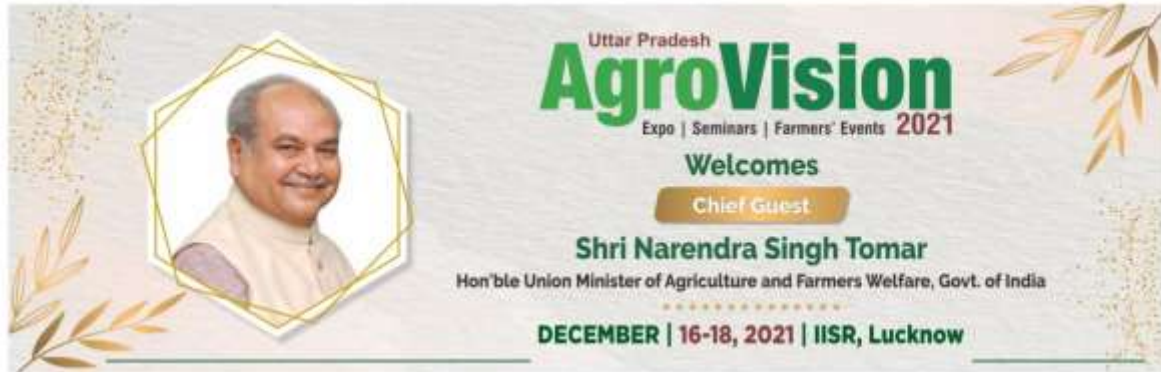 Uttar Pradesh
AgroVision
Expo | Seminars | Farmers' Events 2021
Welcomes
Chief Guest
Shri Narendra Singh Tomar
Hon'ble Union Minister of Agriculture and Farmers Welfare, Govt. of India
DECEMBER | 16-18, 2021 | IISR, Lucknow